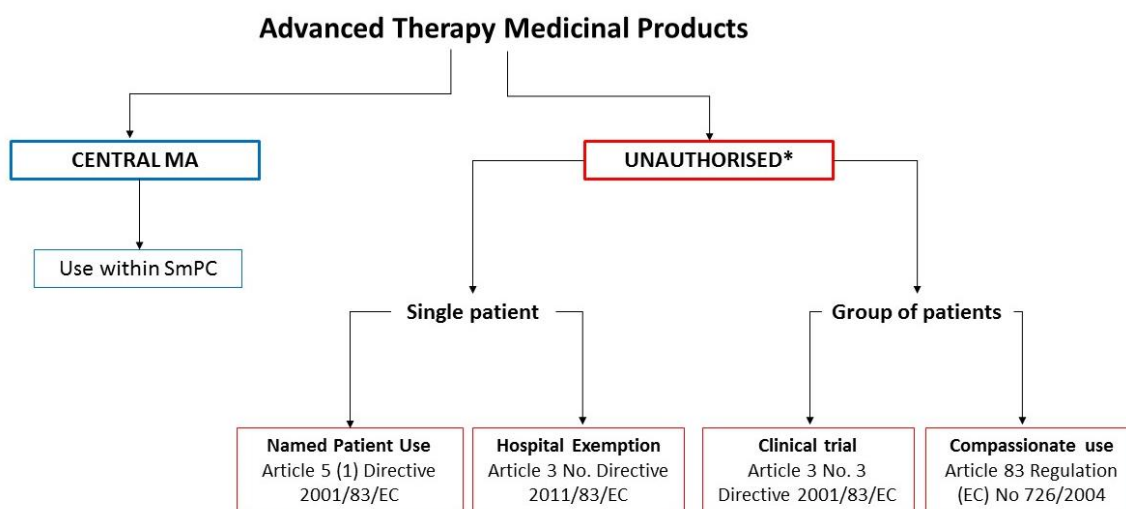 Advanced Therapy Medicinal Products
CENTRAL MA
UNAUTHORISED*
Use within SmPC
Single patient
Group of patients
Named Patient Use
Article 5 (1) Directive
2001/83/EC
Hospital Exemption
Article 3 No. Directive
2011/83/EC
Clinical trial
Article 3 No. 3
Directive 2001/83/EC
Compassionate use
Article 83 Regulation
(EC) No 726/2004